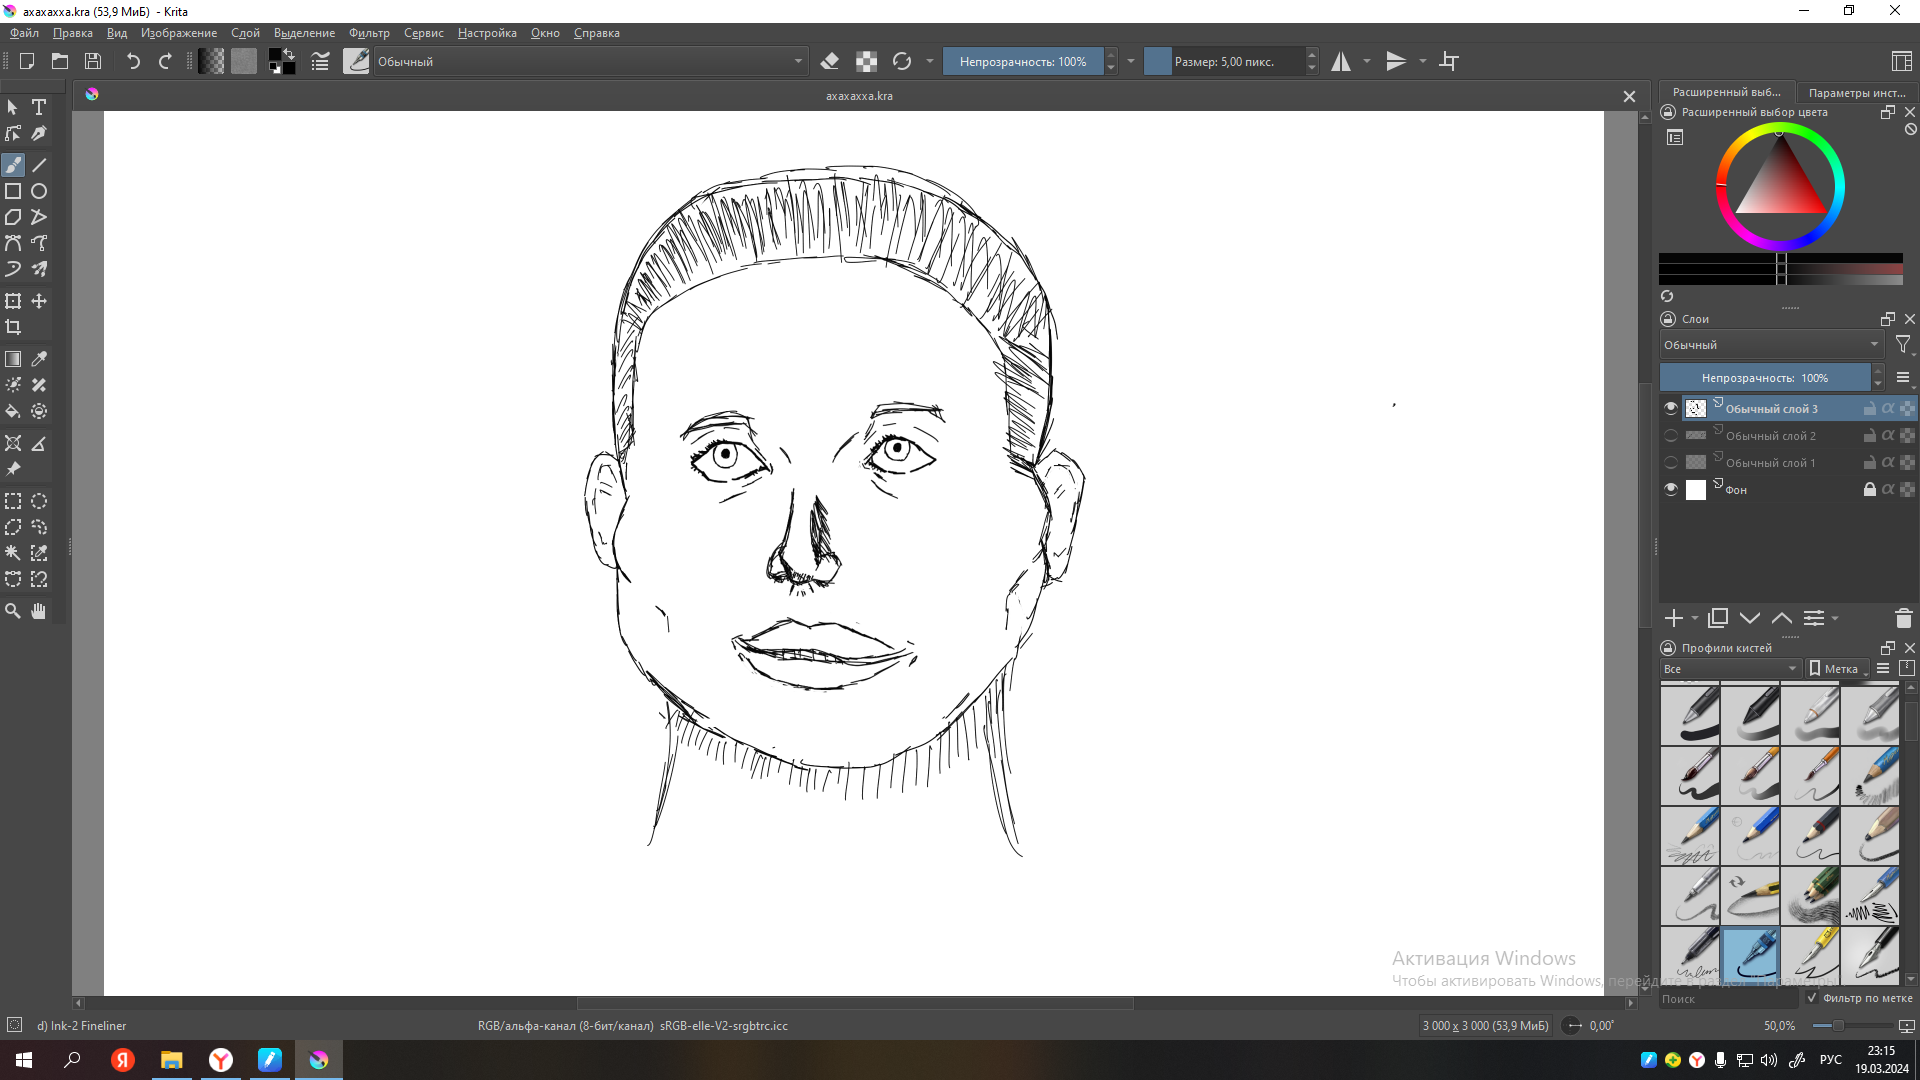 ахахахха.kra (53,9 МиБ)  - Krita
Файл Правка Вид Изображение Слой Выделение Фильтр Сервис Настройка Окно Справка
Обычный Непрозрачность: 100% Размер: 5,00 пикс.
ахахахха.kra
Расширенный выб... Параметры инст...
Расширенный выбор цвета
Слои
Обычный
Непрозрачность:  100%
Обычный слой 3
Обычный слой 2
Обычный слой 1
Фон
Профили кистей
Все Метка
Активация Windows
Чтобы активировать Windows, перейдите в раздел "Параметры".
Поиск Фильтр по метке
d) Ink-2 Fineliner RGB/альфа-канал (8-бит/канал)  sRGB-elle-V2-srgbtrc.icc 3 000 x 3 000 (53,9 МиБ) 0,00° 50,0%
РУС 23:15
19.03.2024